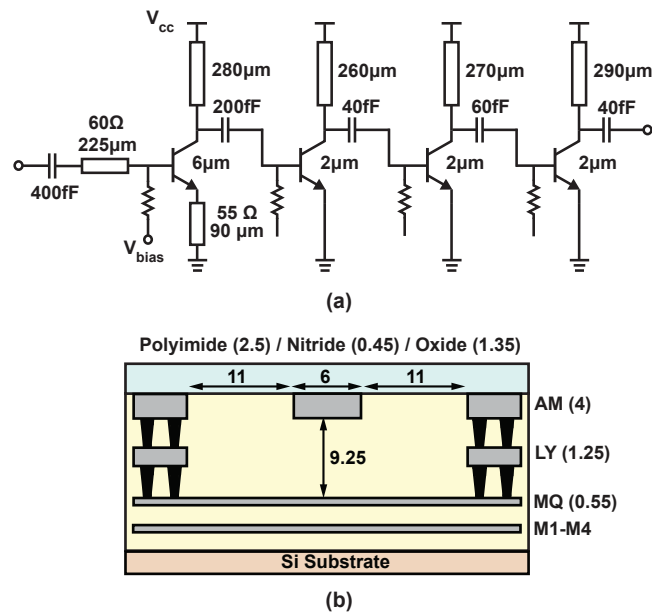 Vcc
280μm
260μm
270μm
290μm
200fF
40fF
60fF
40fF
60Ω
225μm
6μm
2μm
2μm
2μm
400fF
55 Ω
90 μm
Vbias
(a)
Polyimide (2.5) / Nitride (0.45) / Oxide (1.35)
11
6
11
AM (4)
9.25
LY (1.25)
MQ (0.55)
M1-M4
Si Substrate
(b)